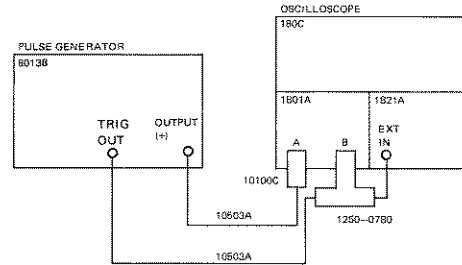 OSCILLOSCOPE
180C
PULSE GENERATOR
8013B
1801A
1821A
TRIG
OUT
OUTPUT
(+)
A
B
EXT
IN
10100C
10503A
1250-0780
10503A